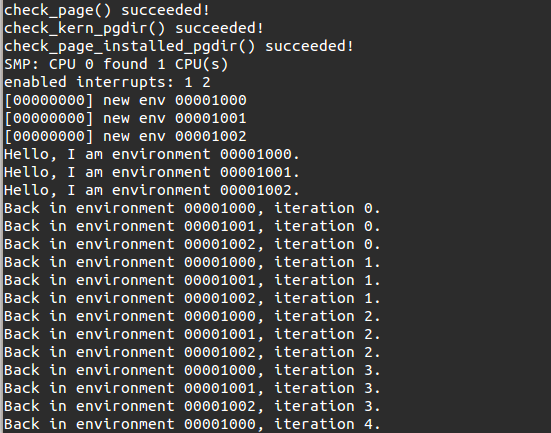 check_page() succeeded!
check_kern_pgdir() succeeded!
check_page_installed_pgdir() succeeded!
SMP: CPU 0 found 1 CPU(s)
enabled interrupts: 1 2
[00000000] new env 00001000
[00000000] new env 00001001
[00000000] new env 00001002
Hello, I am environment 00001000.
Hello, I am environment 00001001.
Hello, I am environment 00001002.
Back in environment 00001000, iteration 0.
Back in environment 00001001, iteration 0.
Back in environment 00001002, iteration 0.
Back in environment 00001000, iteration 1.
Back in environment 00001001, iteration 1.
Back in environment 00001002, iteration 1.
Back in environment 00001000, iteration 2.
Back in environment 00001001, iteration 2.
Back in environment 00001002, iteration 2.
Back in environment 00001000, iteration 3.
Back in environment 00001001, iteration 3.
Back in environment 00001002, iteration 3.
Back in environment 00001000, iteration 4.